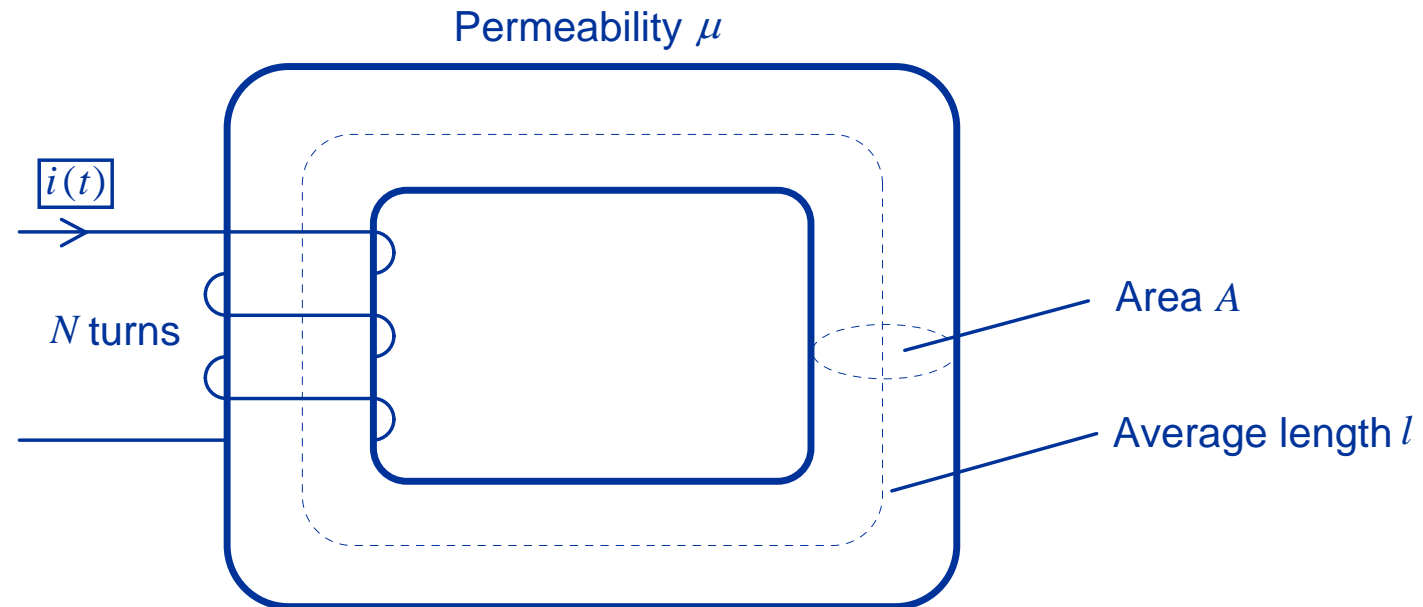 Permeability μ
i(t)
N turns
Area A
Average length l